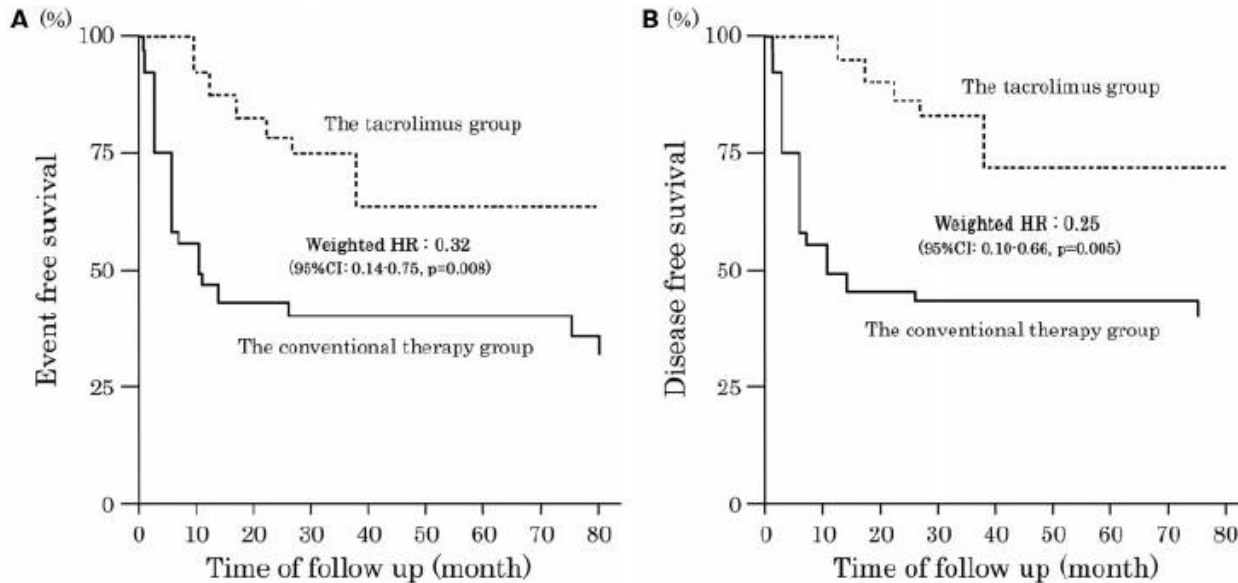 A (%)
100
75
50
25
0
Event free suvival
The tacrolimus group
Weighted HR : 0.32
(95%CI: 0.14-0.75, p=0.008)
The conventional therapy group
0 10 20 30 40 50 60 70 80
Time of follow up (month)
B (%)
100
75
50
25
0
Disease free suvival
The tacrolimus group
Weighted HR : 0.25
(95%CI: 0.10-0.66, p=0.005)
The conventional therapy group
0 10 20 30 40 50 60 70 80
Time of follow up (month)